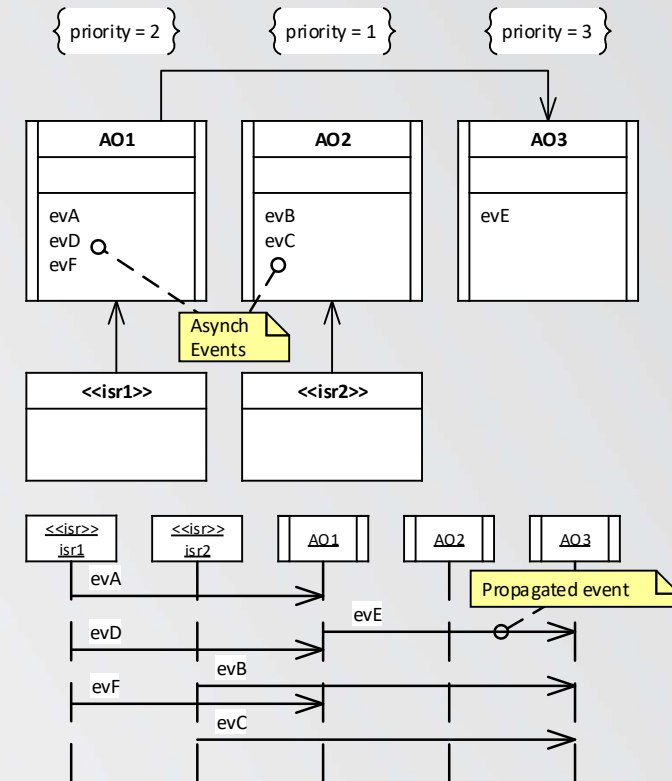 {priority = 2}
{priority = 1}
{priority = 3}
AO1
AO2
AO3
evA
evD
evF
evB
evC
evE
Asynch
Events
<<isr1>>
<<isr2>>
<<isr>>
isr1
<<isr>>
isr2
AO1
AO2
AO3
evA
Propagated event
evE
evD
evB
evF
evC